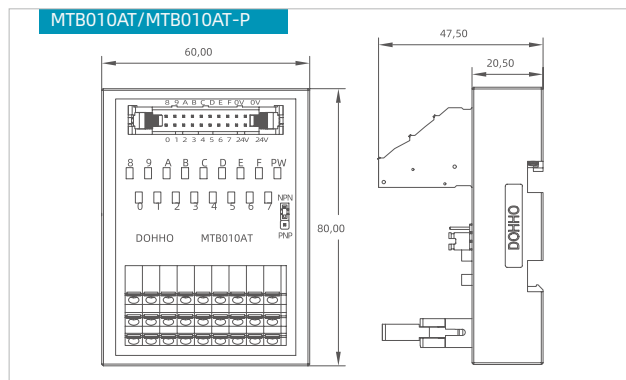 MTB010AT/MTB010AT-P
60,00
47,50
20,50
8 9 A B C D E F 0V 0V
0 1 2 3 4 5 6 7 24V 24V
8 9 A B C D E F PW
0 1 2 3 4 5 6 7
NPN
PNP
80,00
DOHHO MTB010AT
DOHHO